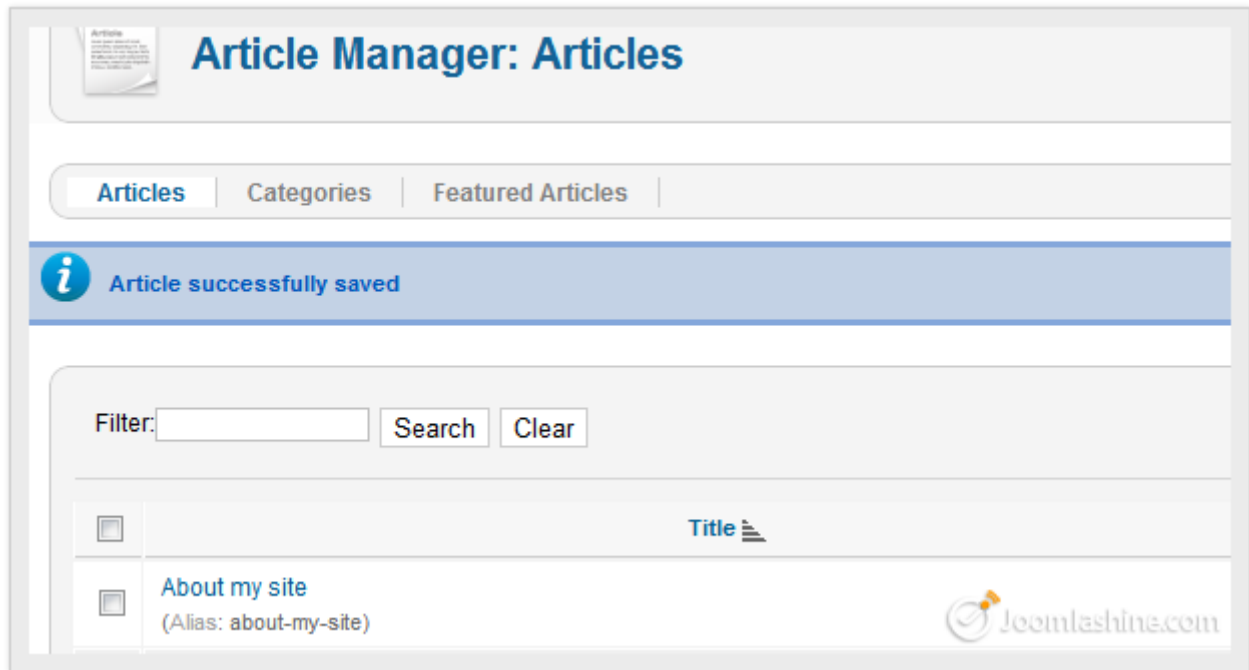 Article
Article Manager: Articles
Articles Categories Featured Articles
i Article successfully saved
Filter: Search Clear
Title
About my site
(Alias: about-my-site)
Joomlashine.com